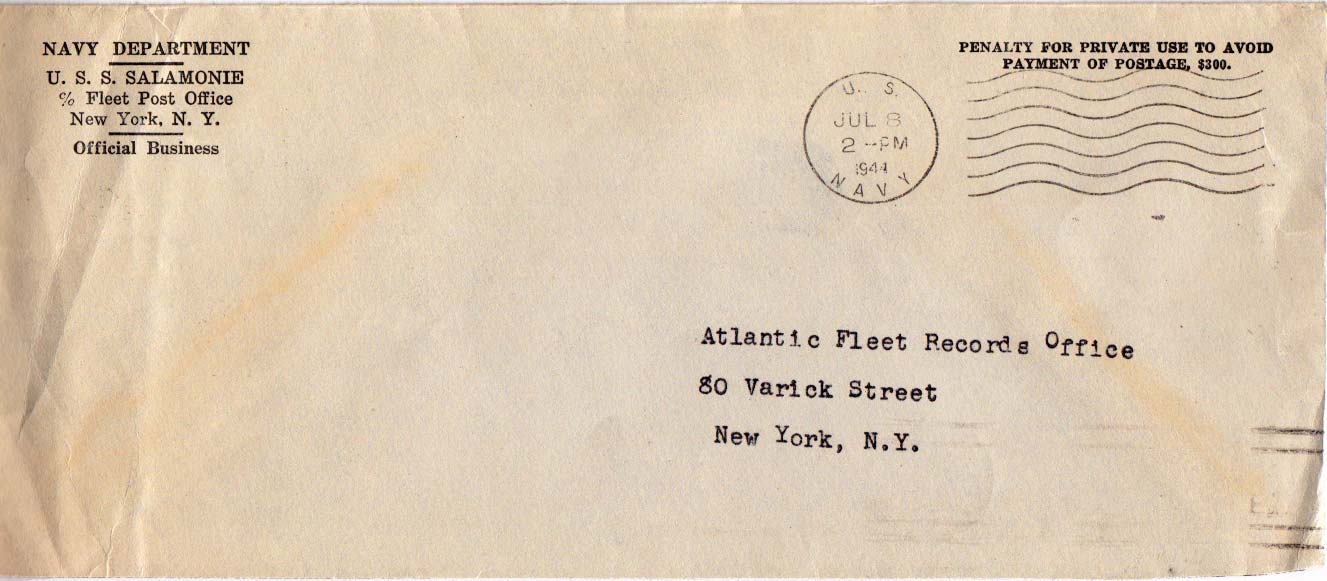 NAVY DEPARTMENT
U. S. S. SALAMONIE
℅ Fleet Post Office
New York, N. Y.
Official Business
PENALTY FOR PRIVATE USE TO AVOID
PAYMENT OF POSTAGE, $300.
U. S.
JUL 8
2 -PM
1944
NAVY
Atlantic Fleet Records Office
80 Varick Street
New York, N.Y.